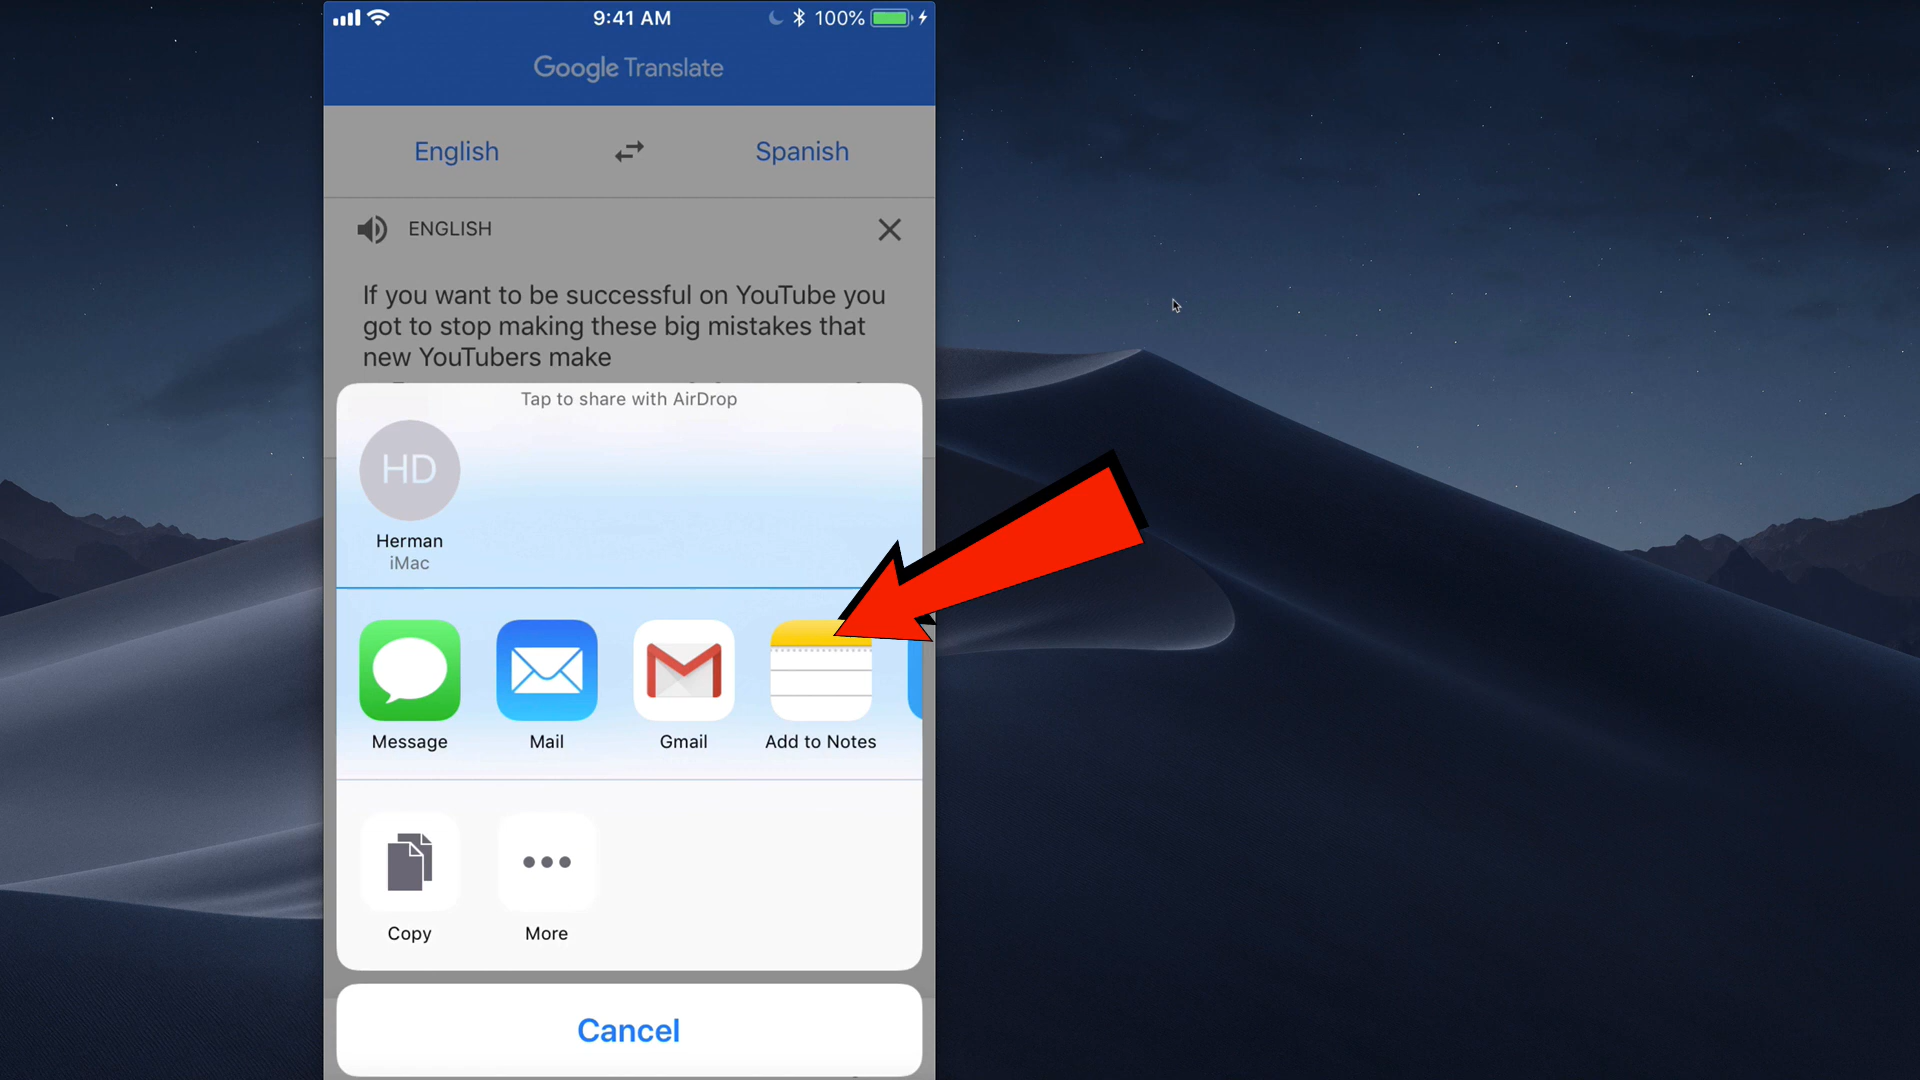 9:41 AM
100%
Google Translate
English
Spanish
ENGLISH
If you want to be successful on YouTube you
got to stop making these big mistakes that
new YouTubers make
Tap to share with AirDrop
HD
Herman
iMac
Message
Mail
Gmail
Add to Notes
Copy
More
Cancel